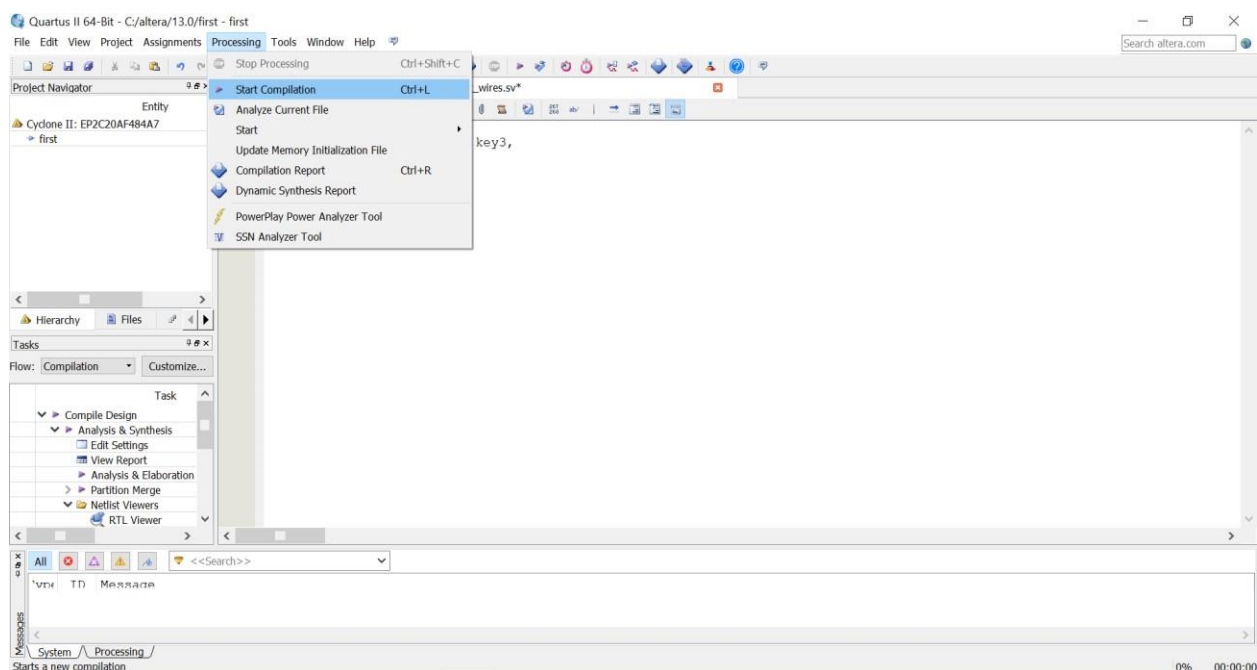 Quartus II 64-Bit - C:/altera/13.0/first - first
File Edit View Project Assignments Processing Tools Window Help
Search altera.com
Stop Processing Ctrl+Shift+C
Start Compilation Ctrl+L
Analyze Current File
Start
Update Memory Initialization File
Compilation Report Ctrl+R
Dynamic Synthesis Report
PowerPlay Power Analyzer Tool
SSN Analyzer Tool
Project Navigator
Entity
Cyclone II: EP2C20AF484A7
first
_wires.sv*
key3,
Hierarchy Files
Tasks
Flow: Compilation Customize...
Task
Compile Design
Analysis & Synthesis
Edit Settings
View Report
Analysis & Elaboration
Partition Merge
Netlist Viewers
RTL Viewer
All <<Search>>
ID Message
Messages
System Processing
Starts a new compilation 0% 00:00:00